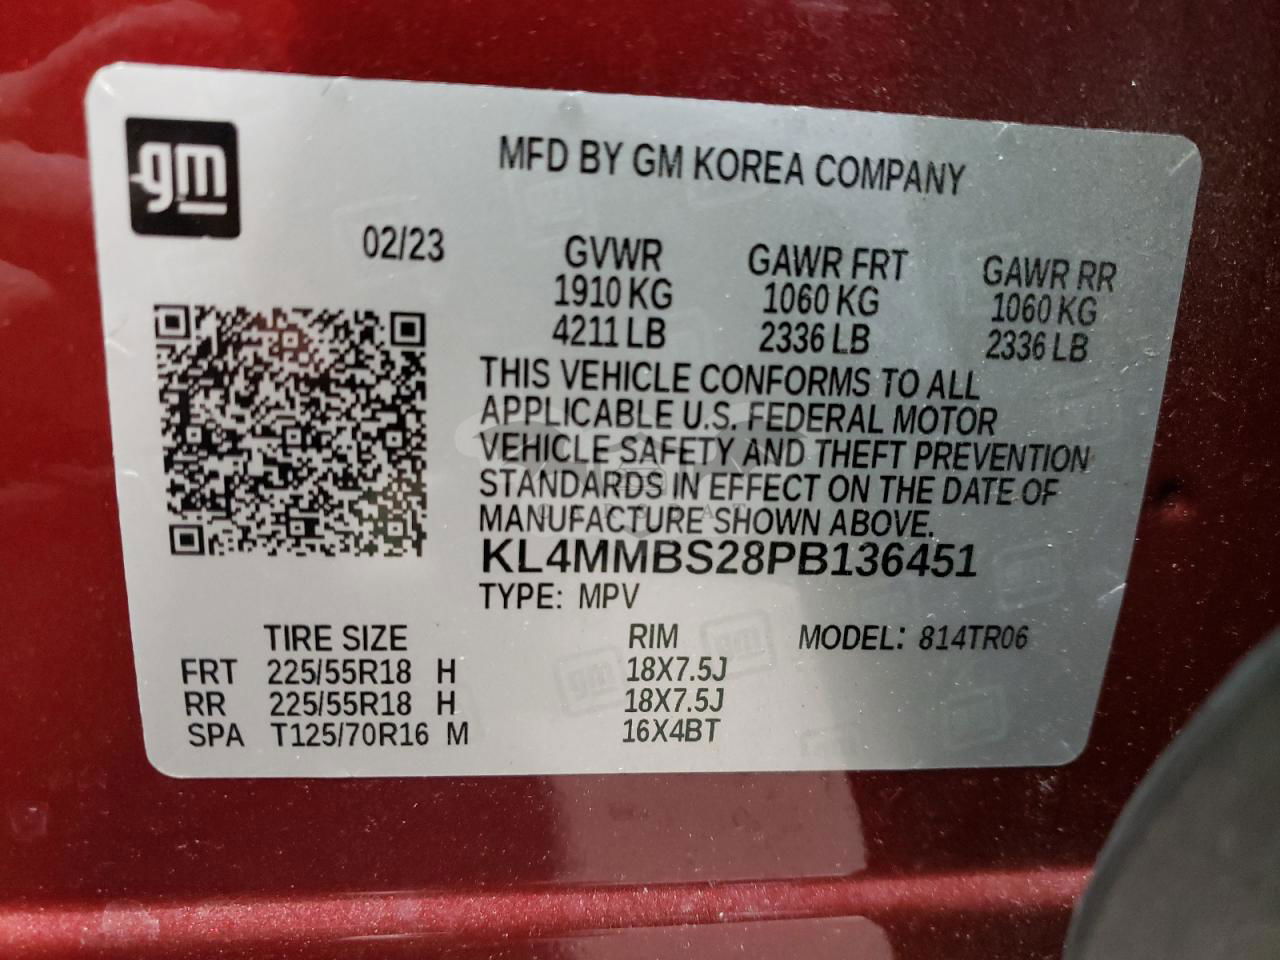 gm
MFD BY GM KOREA COMPANY
02/23
GVWR GAWR FRT GAWR RR
1910 KG 1060 KG 1060 KG
4211 LB 2336 LB 2336 LB
THIS VEHICLE CONFORMS TO ALL
APPLICABLE U.S. FEDERAL MOTOR
VEHICLE SAFETY AND THEFT PREVENTION
STANDARDS IN EFFECT ON THE DATE OF
MANUFACTURE SHOWN ABOVE.
KL4MMBS28PB136451
TYPE: MPV
TIRE SIZE RIM MODEL: 814TR06
FRT 225/55R18 H 18X7.5J
RR 225/55R18 H 18X7.5J
SPA T125/70R16 M 16X4BT